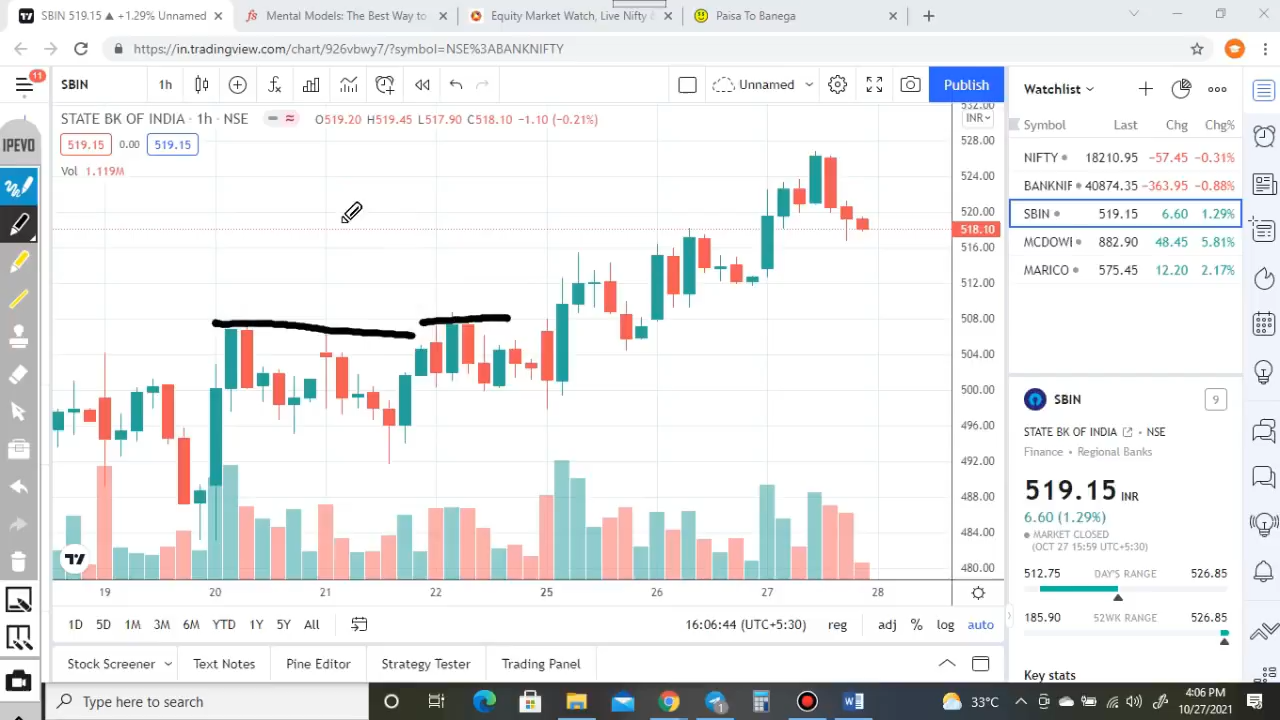 SBIN 519.15 ▲ +1.29% Unnamed
Mental Models: The Best Way to
Equity Market Watch, Live Nifty
Paisa To Banega
https://in.tradingview.com/chart/926vbwy7/?symbol=NSE%3ABANKNIFTY
11
SBIN
1h
Unnamed
Publish
STATE BK OF INDIA · 1h · NSE
O519.20 H519.45 L517.90 C518.10 −1.10 (−0.21%)
519.15 0.00 519.15
Vol 1.119M
IPEVO
532.00
INR
528.00
524.00
520.00
518.10
516.00
512.00
508.00
504.00
500.00
496.00
492.00
488.00
484.00
480.00
19 20 21 22 25 26 27 28
1D 5D 1M 3M 6M YTD 1Y 5Y All
16:06:44 (UTC+5:30) reg adj % log auto
Stock Screener Text Notes Pine Editor Strategy Tester Trading Panel
Watchlist
Symbol Last Chg Chg%
NIFTY 18210.95 −57.45 −0.31%
BANKNIF 40874.35 −363.95 −0.88%
SBIN 519.15 6.60 1.29%
MCDOWI 882.90 48.45 5.81%
MARICO 575.45 12.20 2.17%
SBIN 9
STATE BK OF INDIA NSE
Finance • Regional Banks
519.15 INR
6.60 (1.29%)
MARKET CLOSED
(OCT 27 15:59 UTC+5:30)
512.75 DAY'S RANGE 526.85
185.90 52WK RANGE 526.85
Key stats
Type here to search
1
33°C
4:06 PM
10/27/2021